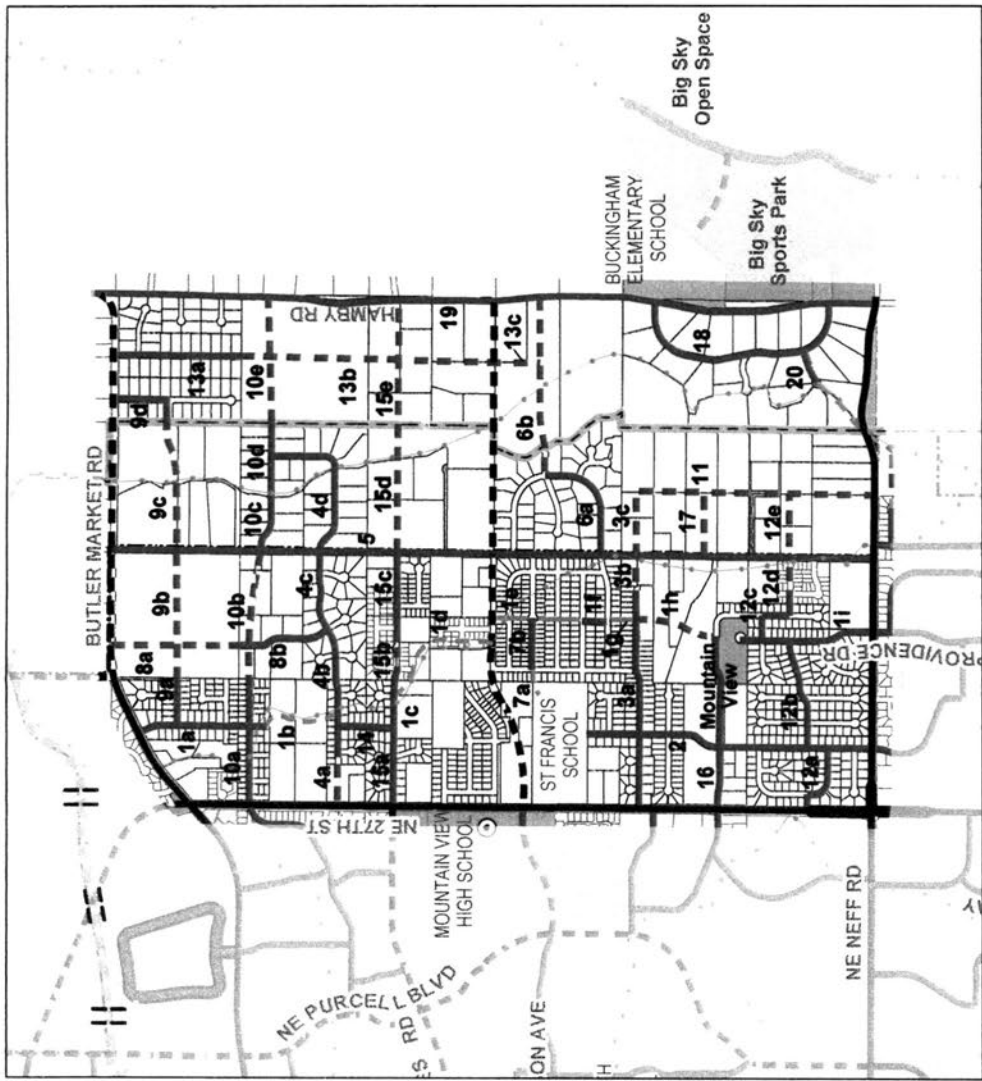 BUTLER MARKET RD
HAMBY RD
NE 27TH ST
NE PURCELL BLVD
ES RD
ON AVE
H
NE NEFF RD
AY
PROVIDENCE DR
MOUNTAIN VIEW
HIGH SCHOOL
ST FRANCIS
SCHOOL
BUCKINGHAM
ELEMENTARY
SCHOOL
Big Sky
Sports Park
Big Sky
Open Space
Mountain
View
1a
1b
1c
1d
1e
1f
1g
1h
1i
2
3a
3b
3c
4a
4b
4c
4d
5
6a
6b
7a
7b
8a
8b
9a
9b
9c
9d
10a
10b
10c
10d
10e
11
12a
12b
12c
12d
12e
13a
13b
13c
14
15a
15b
15c
15d
15e
16
17
18
19
20